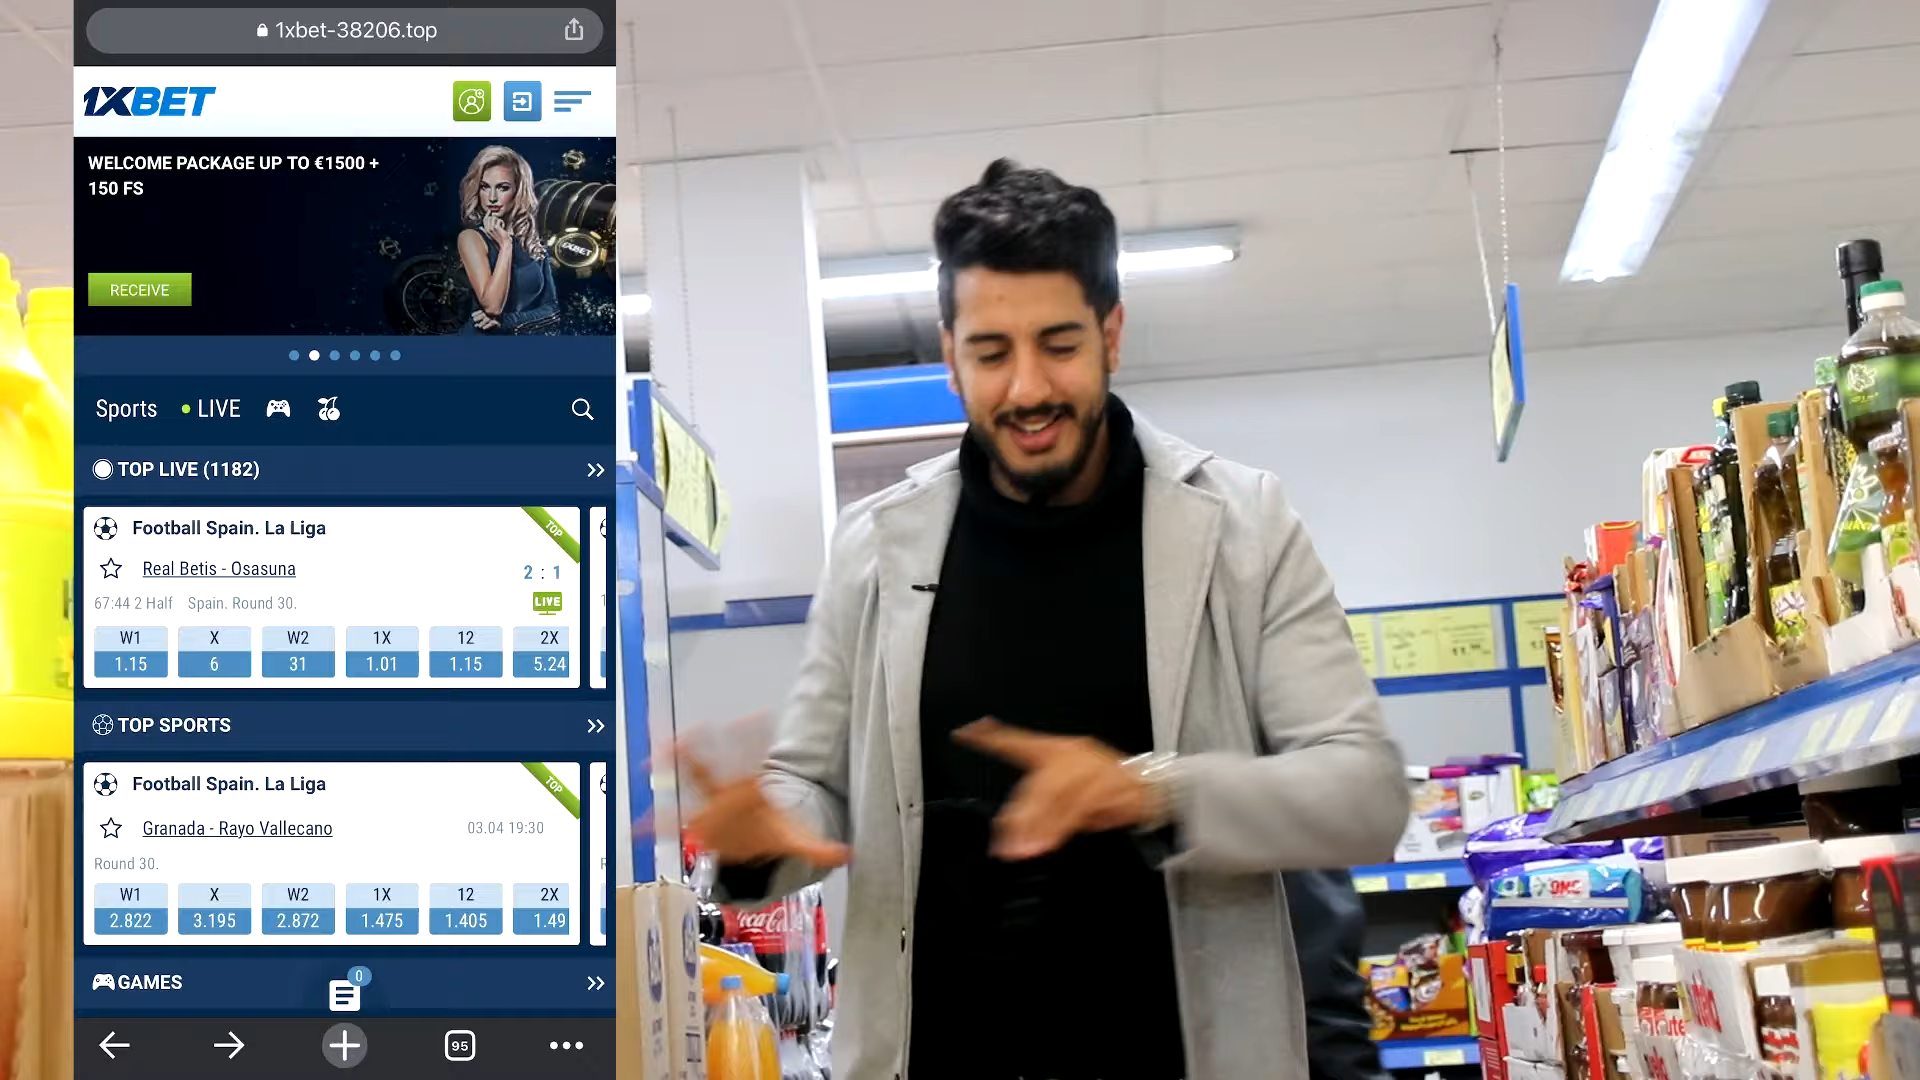 1xbet-38206.top
1XBET
WELCOME PACKAGE UP TO €1500 +
150 FS
1XBET
RECEIVE
Sports • LIVE
TOP LIVE (1182)
Football Spain. La Liga
TOP
Real Betis - Osasuna
2 : 1
67:44 2 Half Spain. Round 30.
LIVE
W1 X W2 1X 12 2X
1.15 6 31 1.01 1.15 5.24
TOP SPORTS
Football Spain. La Liga
TOP
Granada - Rayo Vallecano
03.04 19:30
Round 30.
W1 X W2 1X 12 2X
2.822 3.195 2.872 1.475 1.405 1.49
GAMES
0
95
OMO